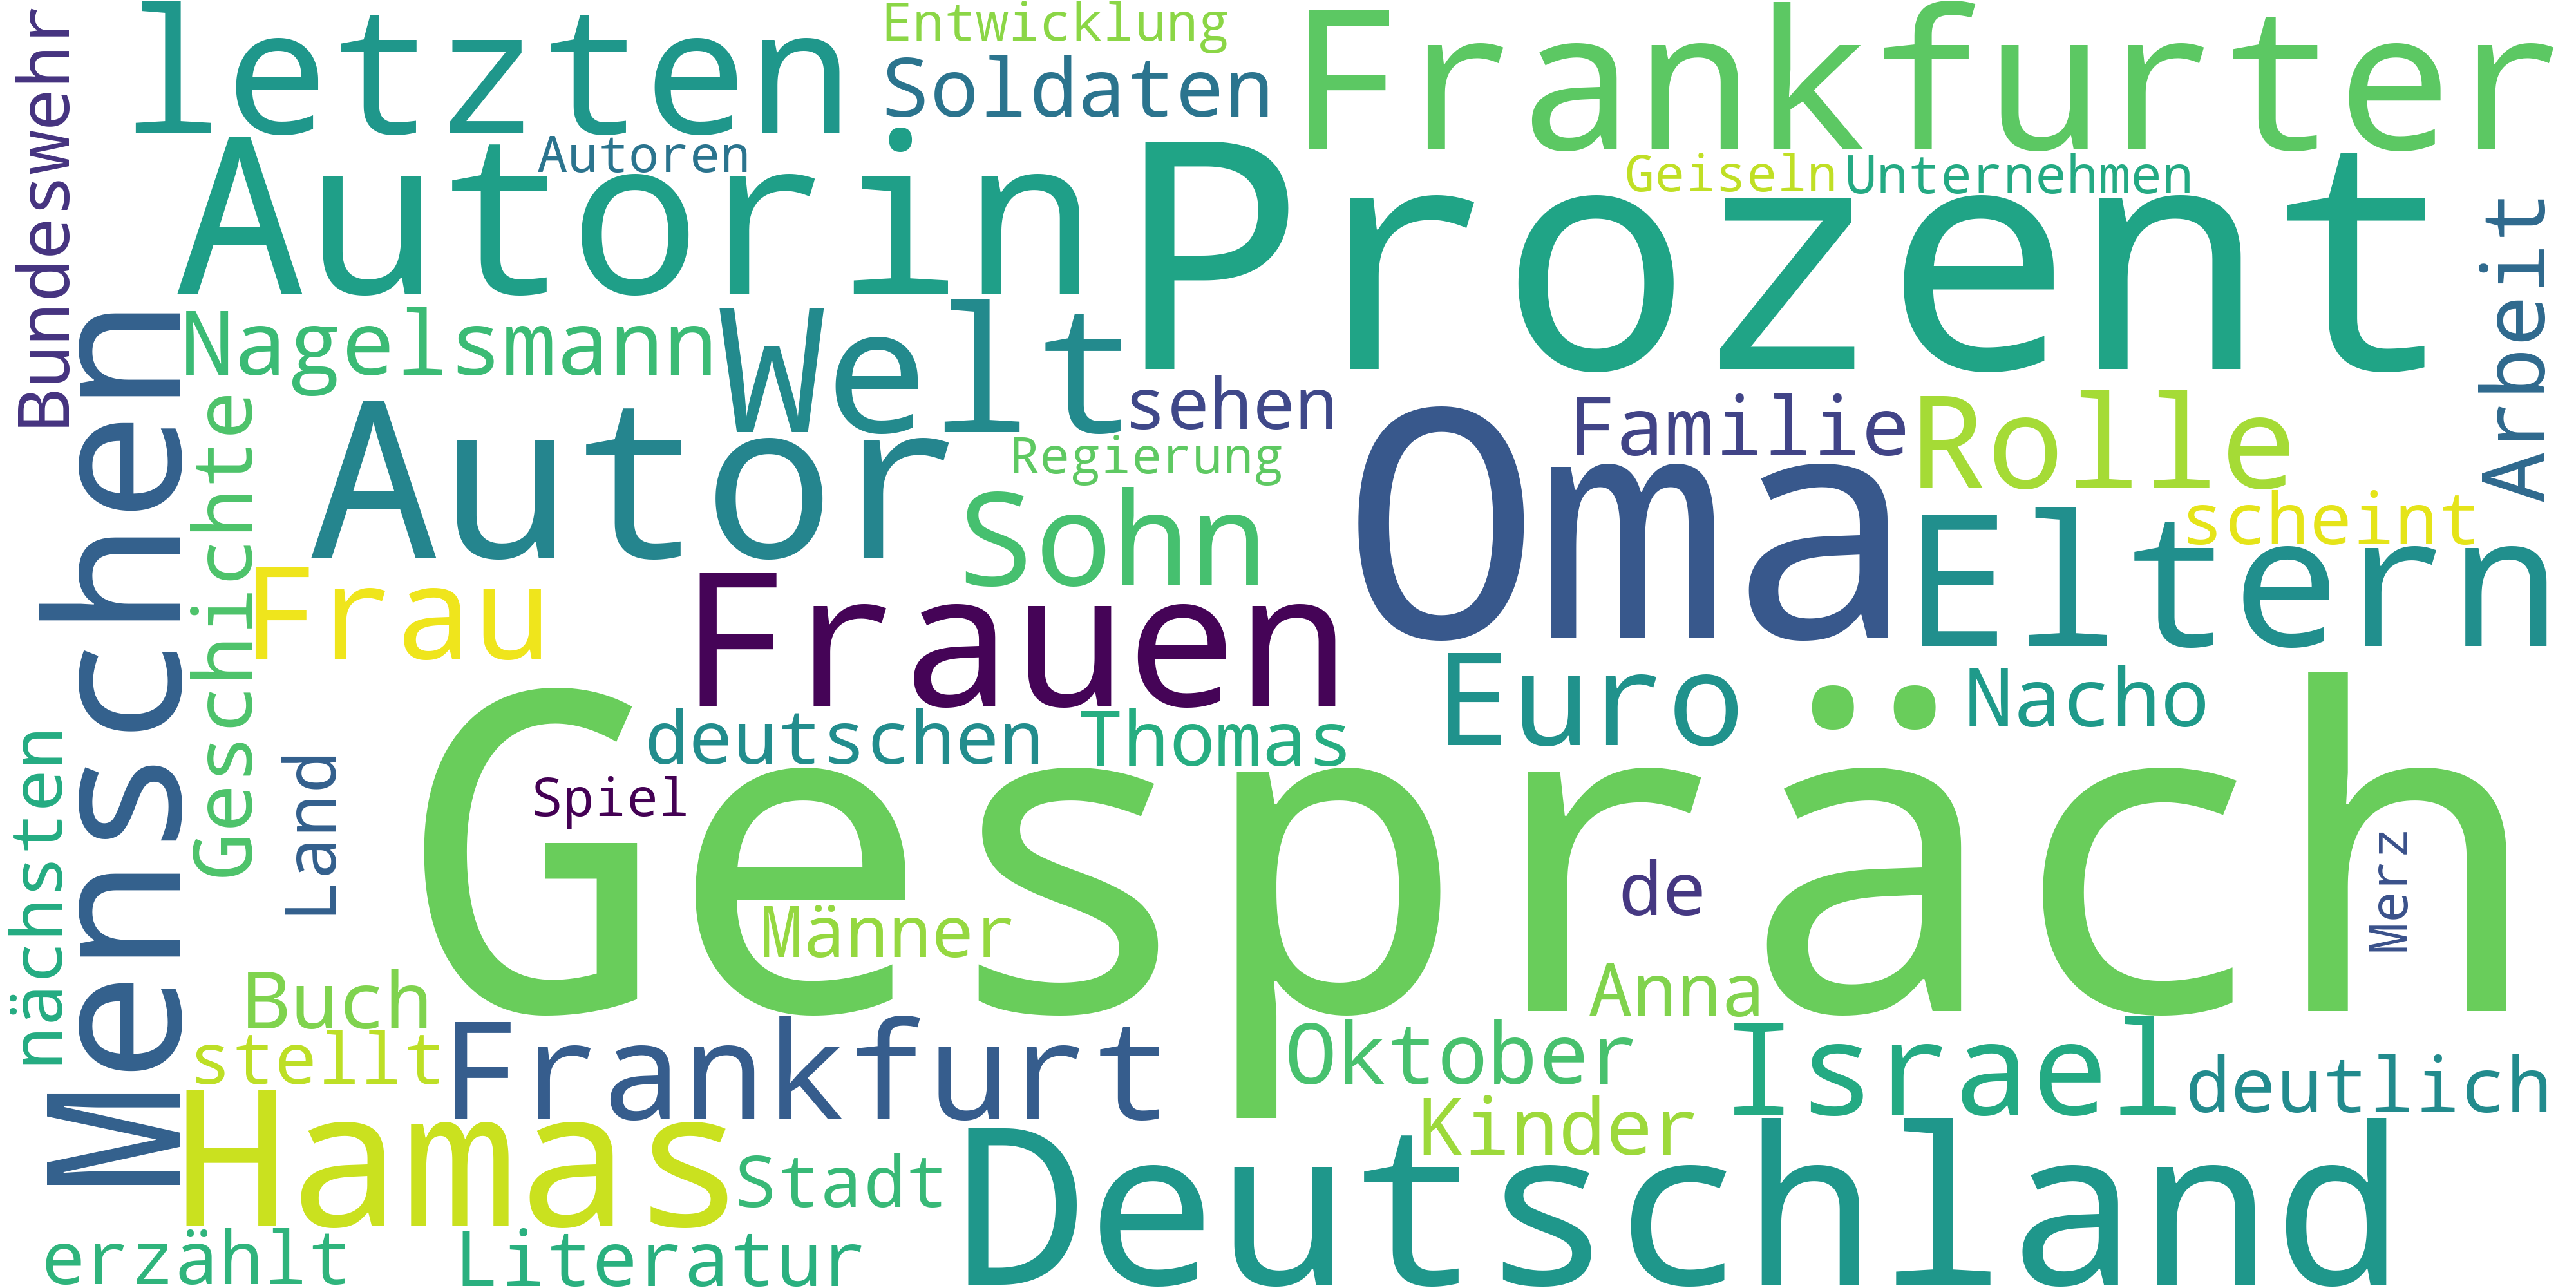 Bundeswehr
letzten
Entwicklung
Soldaten
Frankfurter
Autorin
Autoren
Prozent
Geiseln
Unternehmen
Arbeit
Menschen
Nagelsmann
Welt
sehen
Familie
Rolle
Geschichte
Autor
Regierung
Oma
scheint
Sohn
Eltern
Frau
Frauen
Euro
Nacho
deutschen
Thomas
nächsten
Land
Spiel
Gespräch
Männer
de
Merz
Buch
Anna
stellt
Frankfurt
Oktober
Israel
deutlich
Hamas
Kinder
Stadt
Deutschland
erzählt
Literatur